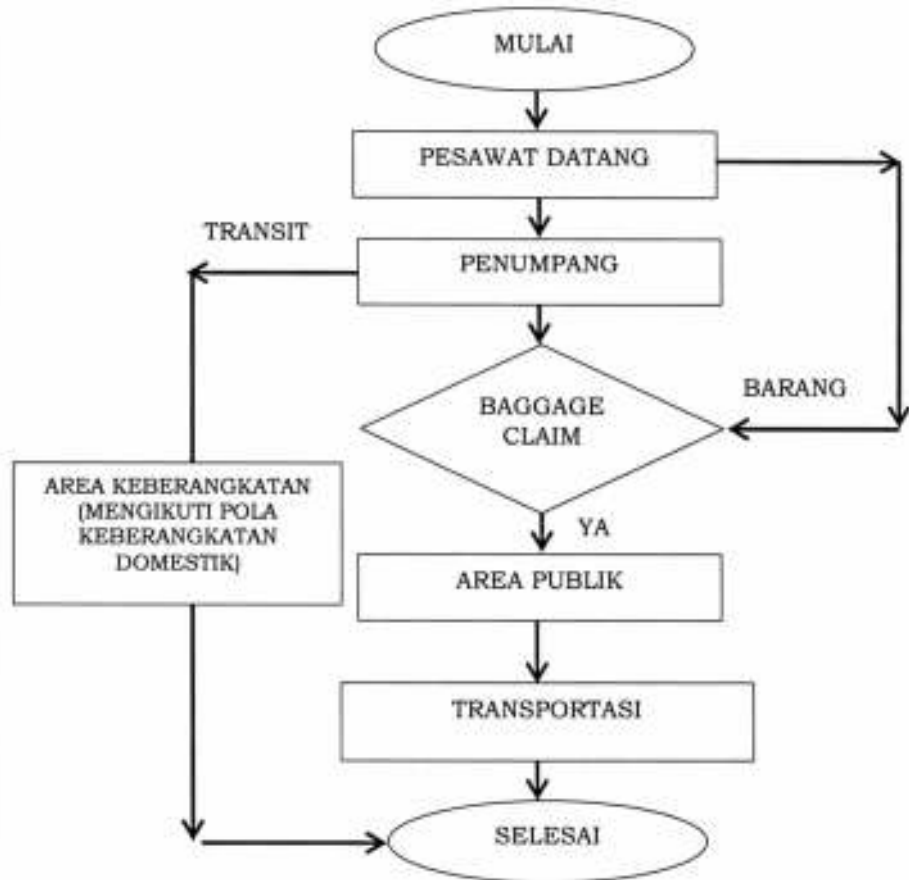 MULAI
PESAWAT DATANG
TRANSIT
PENUMPANG
BAGGAGE
CLAIM
BARANG
AREA KEBERANGKATAN
(MENGIKUTI POLA
KEBERANGKATAN
DOMESTIK)
YA
AREA PUBLIK
TRANSPORTASI
SELESAI